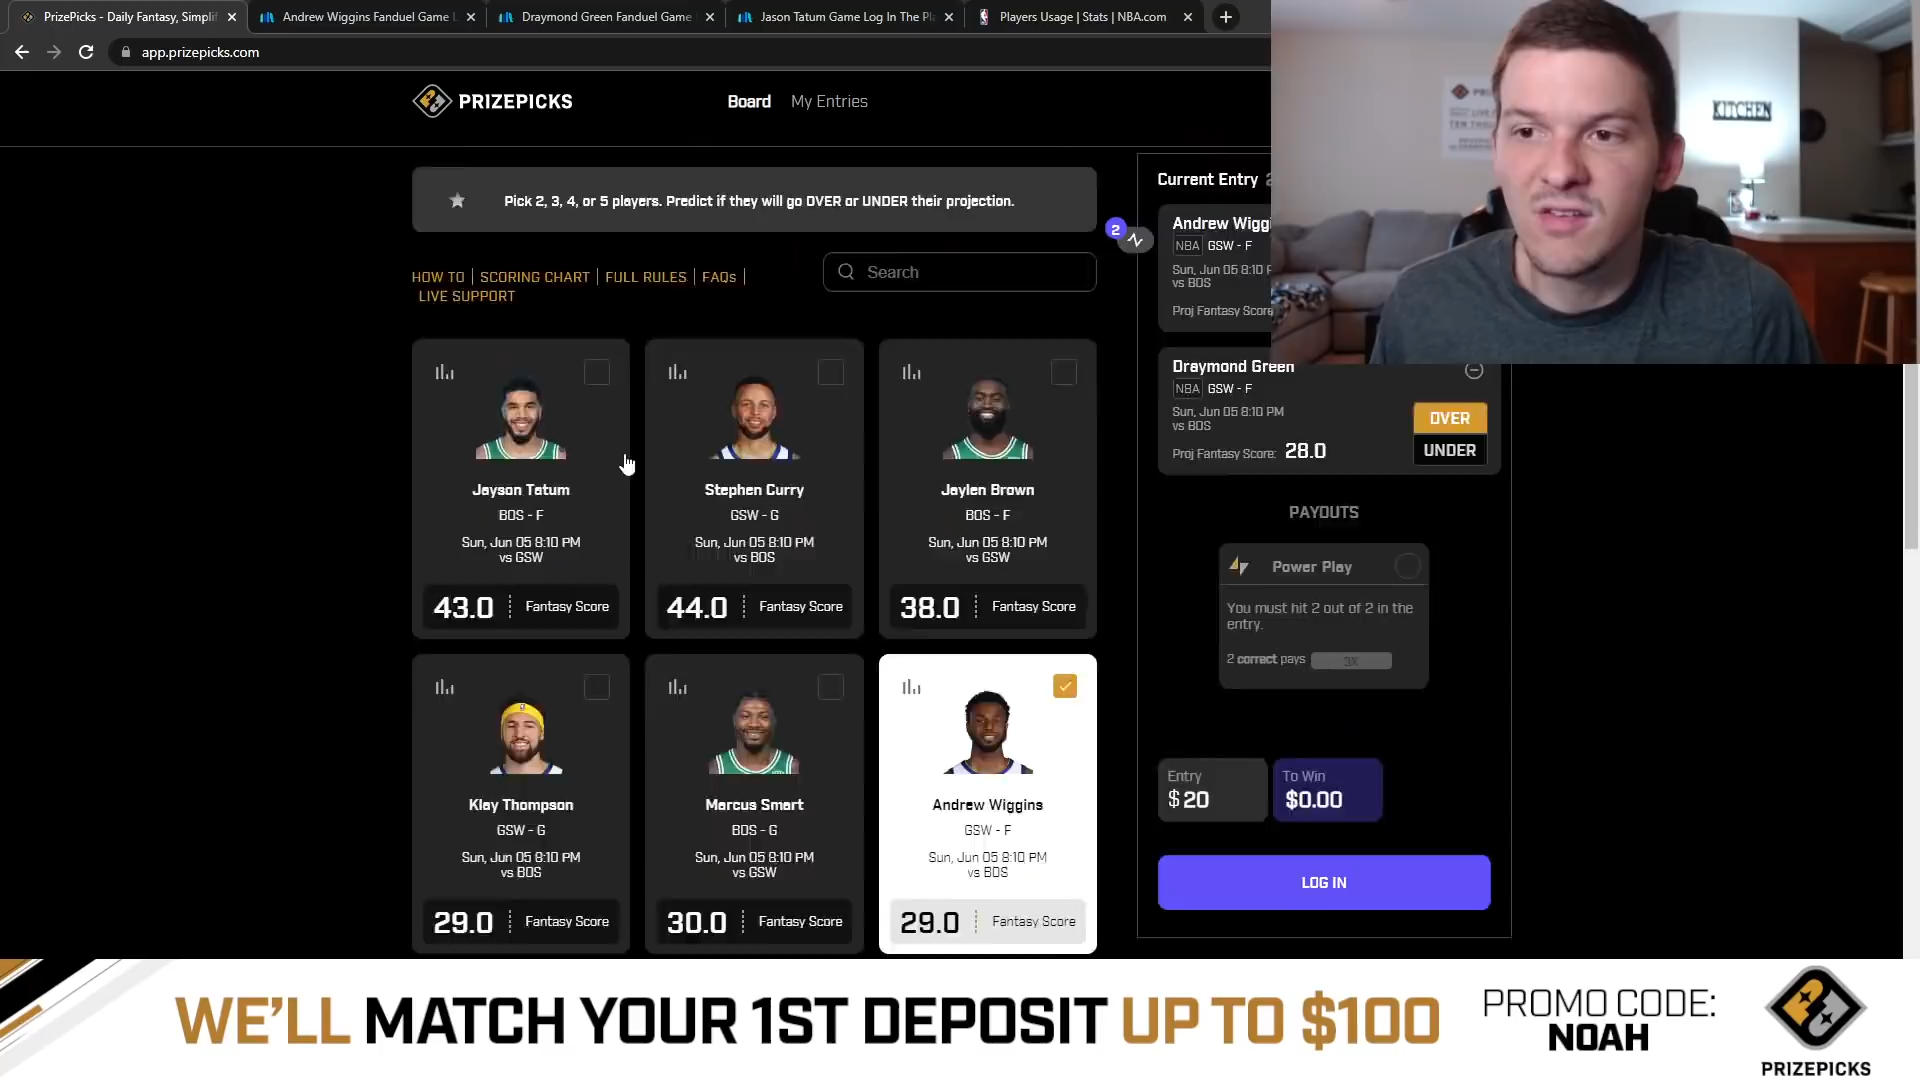 PrizePicks - Daily Fantasy, Simplif
Andrew Wiggins Fanduel Game L
Draymond Green Fanduel Game
Jason Tatum Game Log In The Pl
Players Usage | Stats | NBA.com
app.prizepicks.com
PRIZEPICKS
Board
My Entries
Pick 2, 3, 4, or 5 players. Predict if they will go OVER or UNDER their projection.
HOW TO | SCORING CHART | FULL RULES | FAQs |
LIVE SUPPORT
Search
Jayson Tatum
BOS - F
Sun, Jun 05 8:10 PM
vs GSW
43.0 Fantasy Score
Stephen Curry
GSW - G
Sun, Jun 05 8:10 PM
vs BOS
44.0 Fantasy Score
Jaylen Brown
BOS - F
Sun, Jun 05 8:10 PM
vs GSW
38.0 Fantasy Score
Klay Thompson
GSW - G
Sun, Jun 05 8:10 PM
vs BOS
29.0 Fantasy Score
Marcus Smart
BOS - G
Sun, Jun 05 8:10 PM
vs GSW
30.0 Fantasy Score
Andrew Wiggins
GSW - F
Sun, Jun 05 8:10 PM
vs BOS
29.0 Fantasy Score
2
Current Entry
Andrew Wiggi
NBA GSW - F
Sun, Jun 05 8:10 P
vs BOS
Proj Fantasy Score
Draymond Green
NBA GSW - F
Sun, Jun 05 8:10 PM
vs BOS
Proj Fantasy Score: 28.0
OVER
UNDER
PAYOUTS
Power Play
You must hit 2 out of 2 in the
entry.
2 correct pays 3X
Entry
$ 20
To Win
$0.00
LOG IN
KITCHEN
WE'LL MATCH YOUR 1ST DEPOSIT UP TO $100
PROMO CODE:
NOAH
PRIZEPICKS